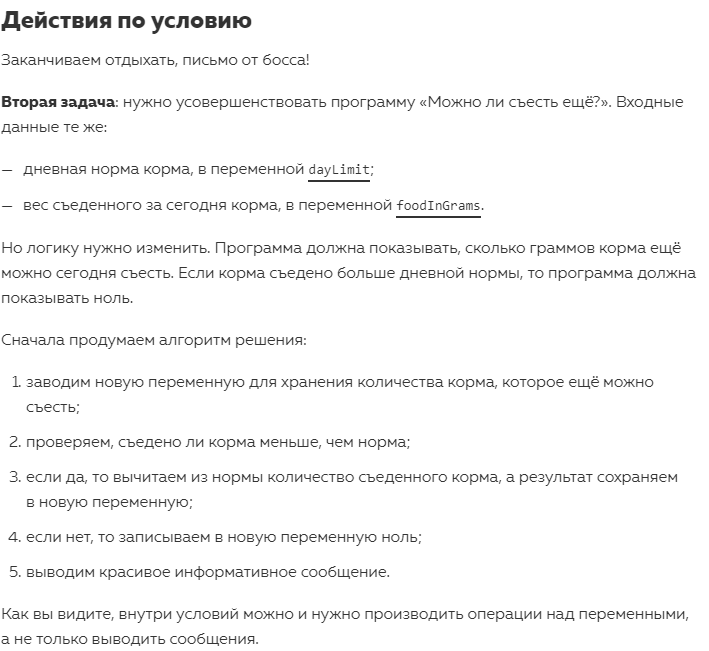 Действия по условию
Заканчиваем отдыхать, письмо от босса!
Вторая задача: нужно усовершенствовать программу «Можно ли съесть ещё?». Входные
данные те же:
— дневная норма корма, в переменной dayLimit;
— вес съеденного за сегодня корма, в переменной foodInGrams.
Но логику нужно изменить. Программа должна показывать, сколько граммов корма ещё
можно сегодня съесть. Если корма съедено больше дневной нормы, то программа должна
показывать ноль.
Сначала продумаем алгоритм решения:
1. заводим новую переменную для хранения количества корма, которое ещё можно
съесть;
2. проверяем, съедено ли корма меньше, чем норма;
3. если да, то вычитаем из нормы количество съеденного корма, а результат сохраняем
в новую переменную;
4. если нет, то записываем в новую переменную ноль;
5. выводим красивое информативное сообщение.
Как вы видите, внутри условий можно и нужно производить операции над переменными,
а не только выводить сообщения.